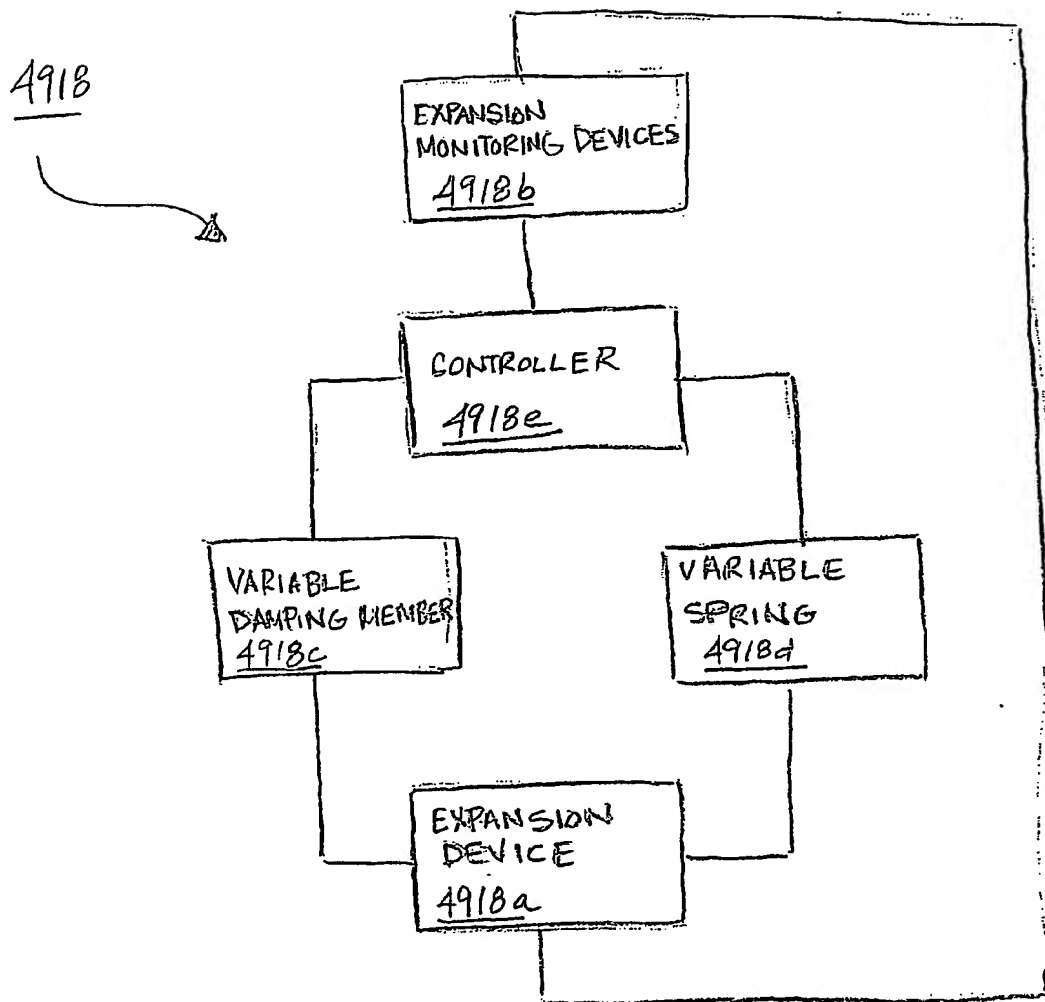 4918
EXPANSION
MONITORING DEVICES
4918b
CONTROLLER
4918e
VARIABLE
DAMPING MEMBER
4918c
VARIABLE
SPRING
4918d
EXPANSION
DEVICE
4918a